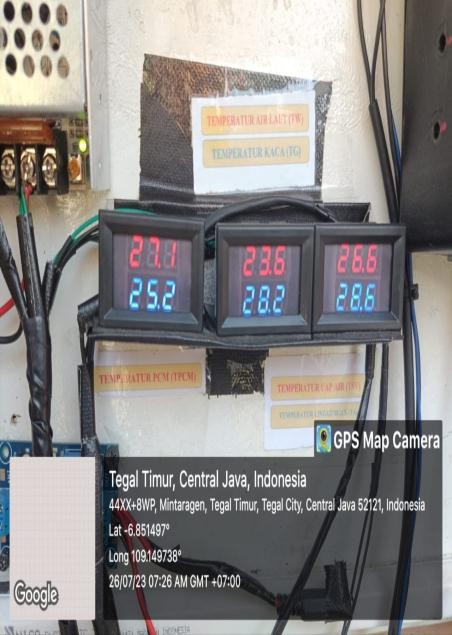 TEMPERATUR AIR LAUT (TW)
TEMPERATUR KACA (TG)
27.1
25.2
23.6
28.2
26.6
28.6
TEMPERATUR PCM (TPCM)
TEMPERATUR UAP AIR
TEMPERATUR LINGKUNGAN
GPS Map Camera
Tegal Timur, Central Java, Indonesia
44XX+8WP, Mintaragen, Tegal Timur, Tegal City, Central Java 52121, Indonesia
Lat -6.851497°
Long 109.149738°
26/07/23 07:26 AM GMT +07:00
Google